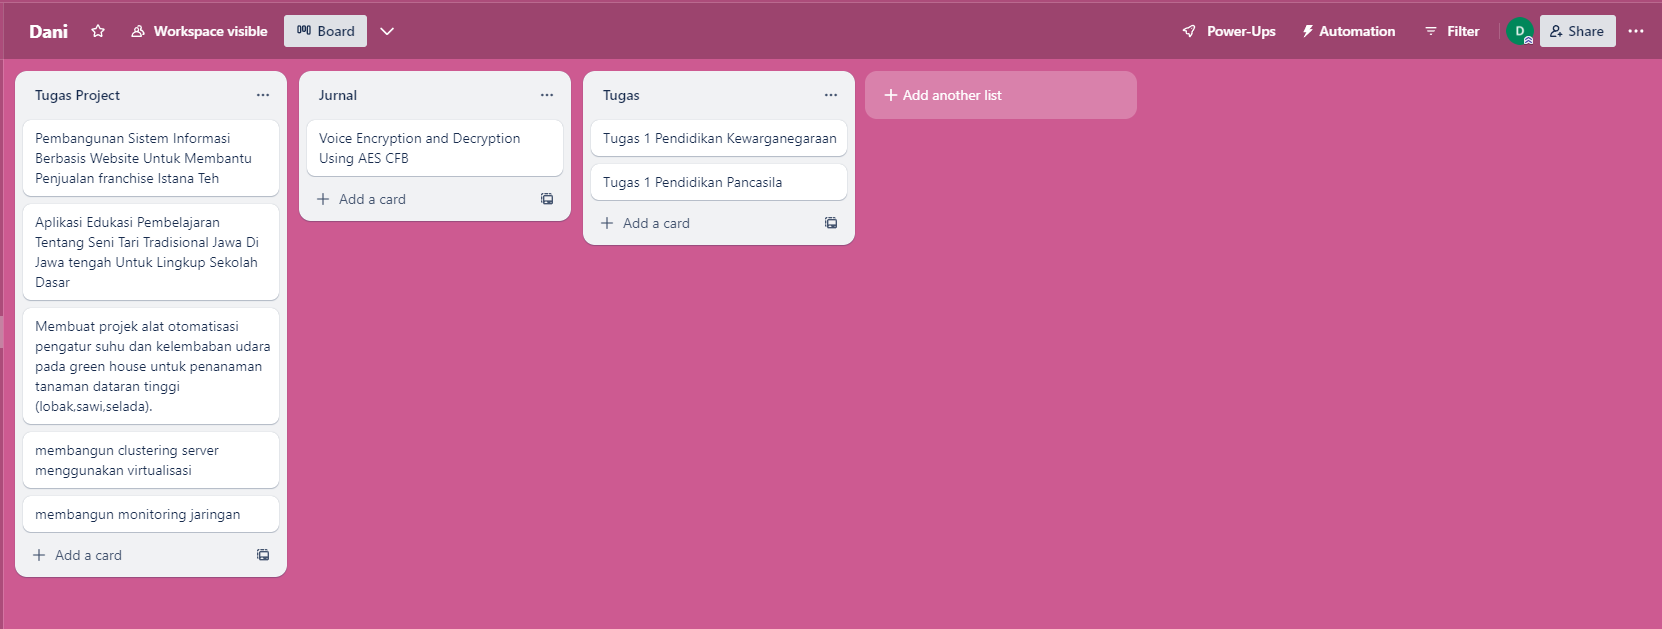 Dani
Workspace visible
Board
Power-Ups
Automation
Filter
D
Share
Tugas Project
Pembangunan Sistem Informasi
Berbasis Website Untuk Membantu
Penjualan franchise Istana Teh
Aplikasi Edukasi Pembelajaran
Tentang Seni Tari Tradisional Jawa Di
Jawa tengah Untuk Lingkup Sekolah
Dasar
Membuat projek alat otomatisasi
pengatur suhu dan kelembaban udara
pada green house untuk penanaman
tanaman dataran tinggi
(lobak,sawi,selada).
membangun clustering server
menggunakan virtualisasi
membangun monitoring jaringan
Add a card
Jurnal
Voice Encryption and Decryption
Using AES CFB
Add a card
Tugas
Tugas 1 Pendidikan Kewarganegaraan
Tugas 1 Pendidikan Pancasila
Add a card
Add another list